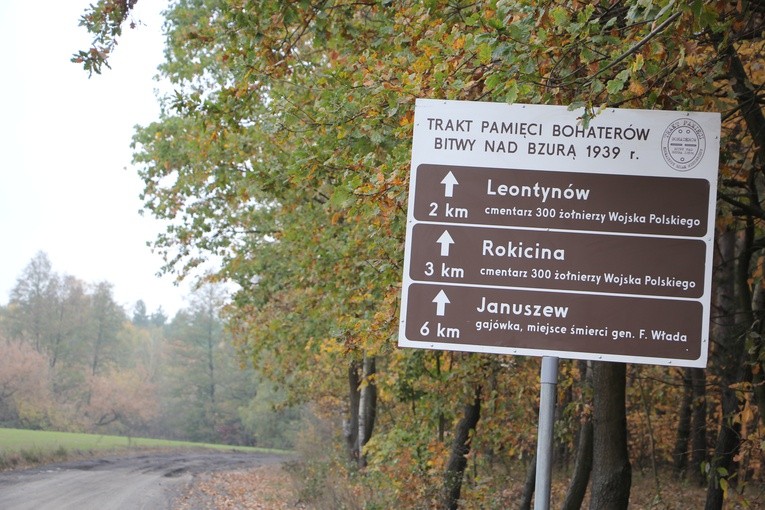 TRAKT PAMIĘCI BOHATERÓW
BITWY NAD BZURĄ 1939 r.
Leontynów
2 km cmentarz 300 żołnierzy Wojska Polskiego
Rokicina
3 km cmentarz 300 żołnierzy Wojska Polskiego
Januszew
6 km gajówka, miejsce śmierci gen. F. Włada